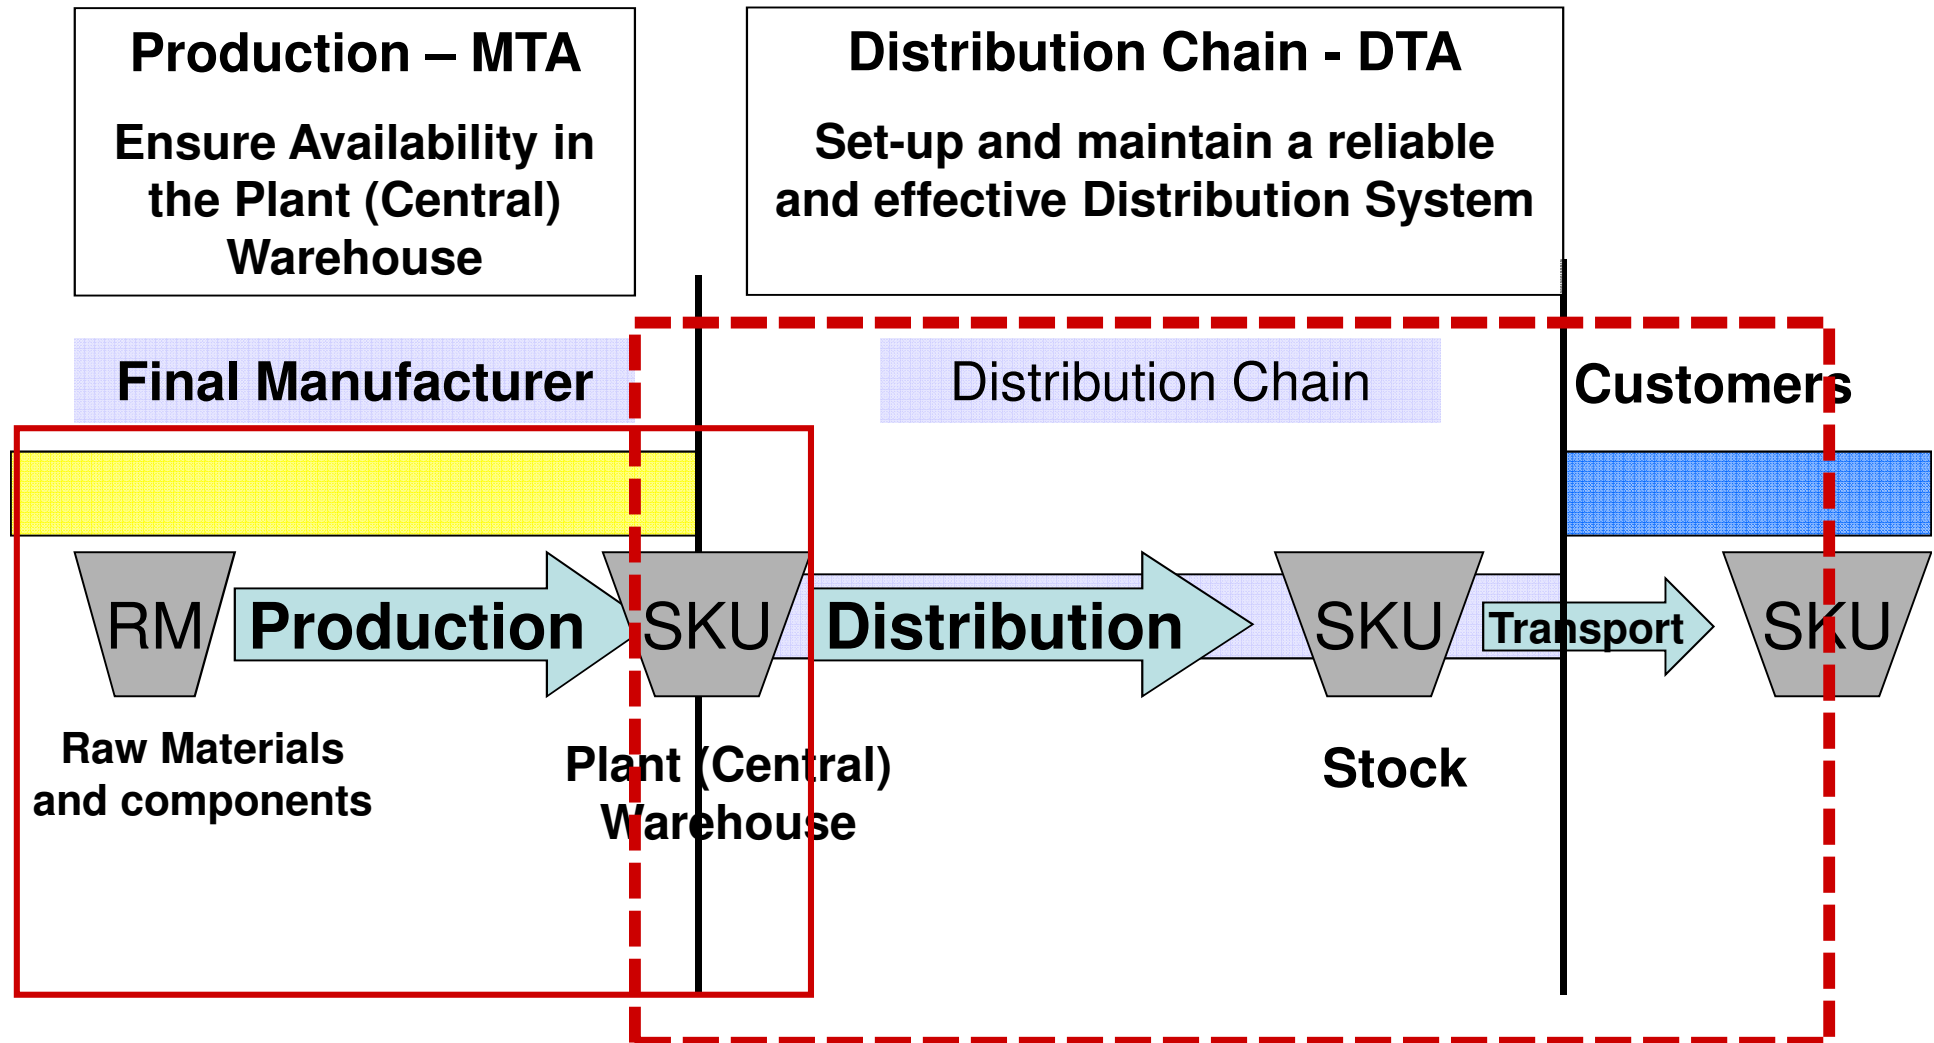 Production – MTA
Ensure Availability in
the Plant (Central)
Warehouse
Distribution Chain - DTA
Set-up and maintain a reliable
and effective Distribution System
Final Manufacturer
Distribution Chain
Customers
RM
Production
SKU
Distribution
SKU
Transport
SKU
Raw Materials
and components
Plant (Central)
Warehouse
Stock